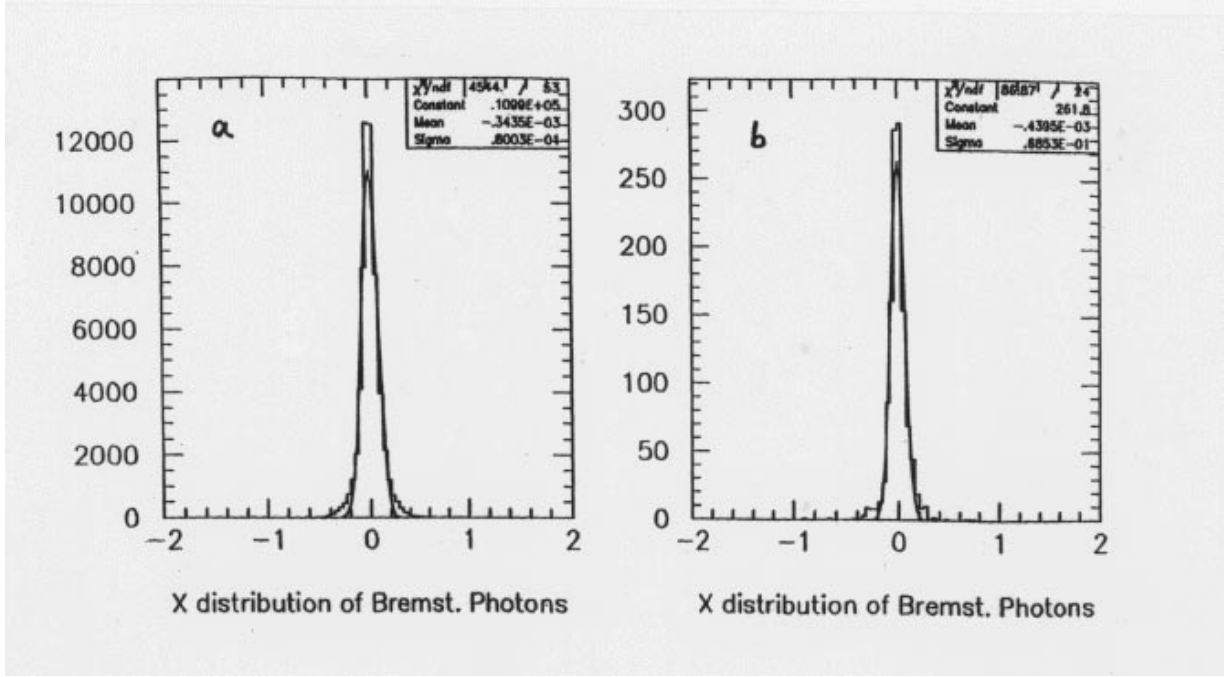 a
χ²/ndf 4544. / 53
Constant .1099E+05
Mean -.3435E-03
Sigma .8003E-04
12000
10000
8000
6000
4000
2000
0
-2 -1 0 1 2
X distribution of Bremst. Photons
b
/ 24
Constant 261.8
Mean -.4395E-03
Sigma .6853E-01
300
250
200
150
100
50
0
-2 -1 0 1 2
X distribution of Bremst. Photons